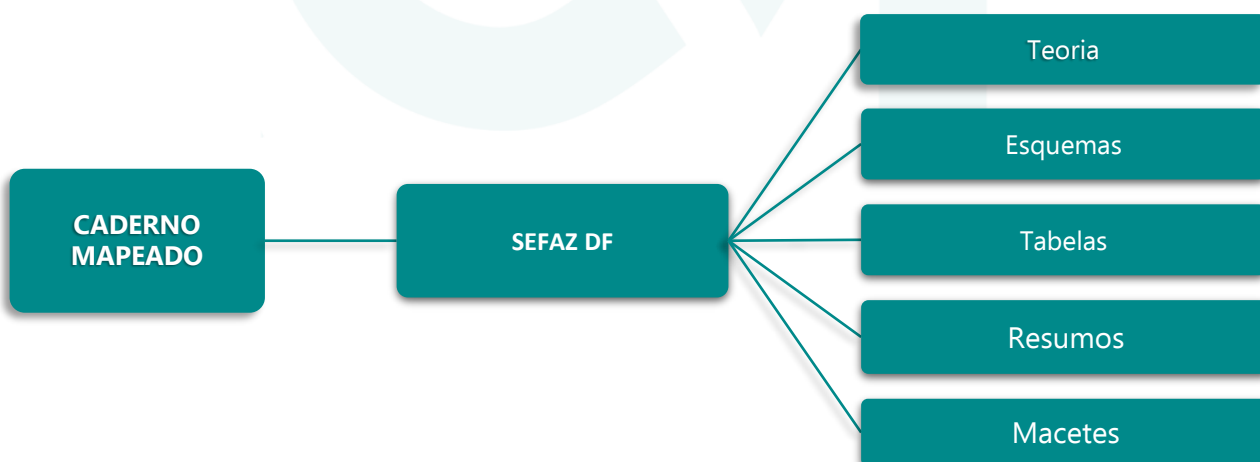 CADERNO
MAPEADO
SEFAZ DF
Teoria
Esquemas
Tabelas
Resumos
Macetes